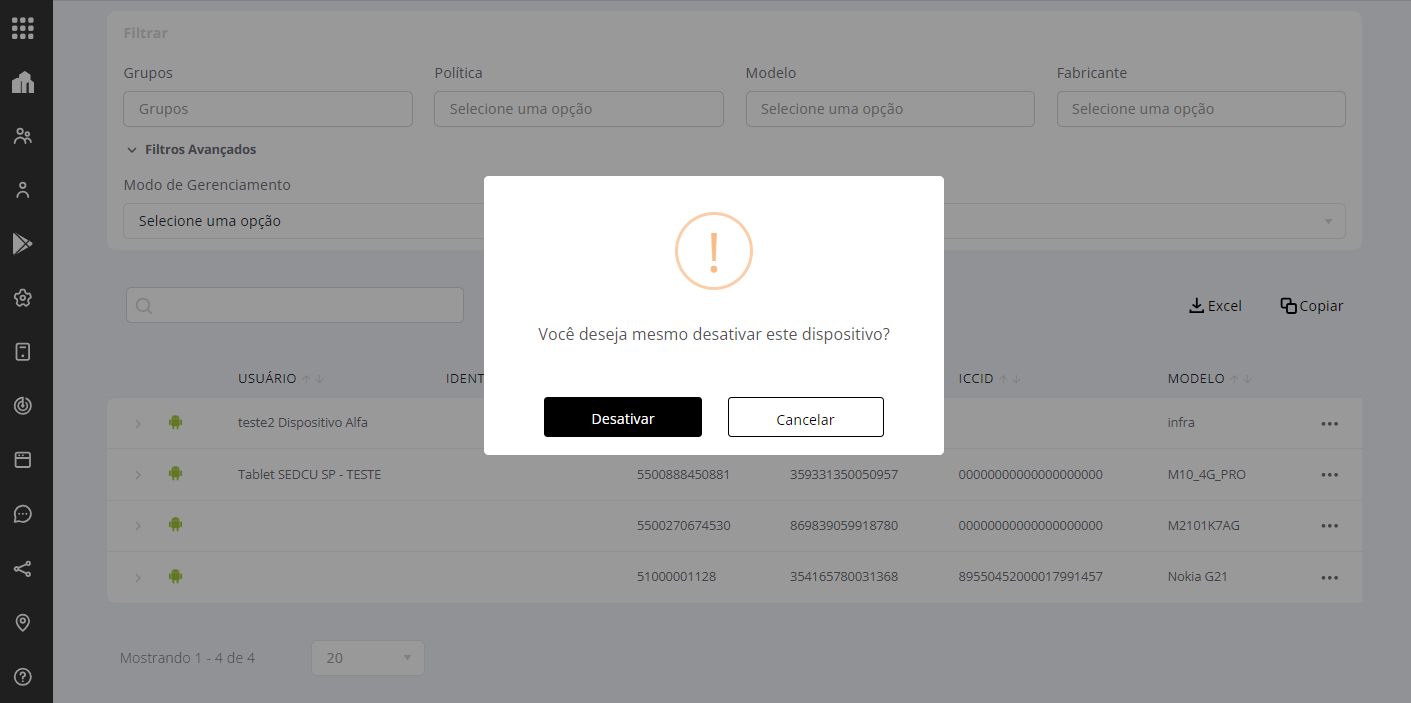 Filtrar
Grupos Política Modelo Fabricante
Grupos Selecione uma opção Selecione uma opção Selecione uma opção
Filtros Avançados
Modo de Gerenciamento
Selecione uma opção
!
Você deseja mesmo desativar este dispositivo?
Desativar Cancelar
Excel Copiar
USUÁRIO IDENT ICCID MODELO
teste2 Dispositivo Alfa infra
Tablet SEDCU SP - TESTE 5500888450881 359331350050957 00000000000000000000 M10_4G_PRO
5500270674530 869839059918780 00000000000000000000 M2101K7AG
51000001128 354165780031368 89550452000017991457 Nokia G21
Mostrando 1 - 4 de 4 20